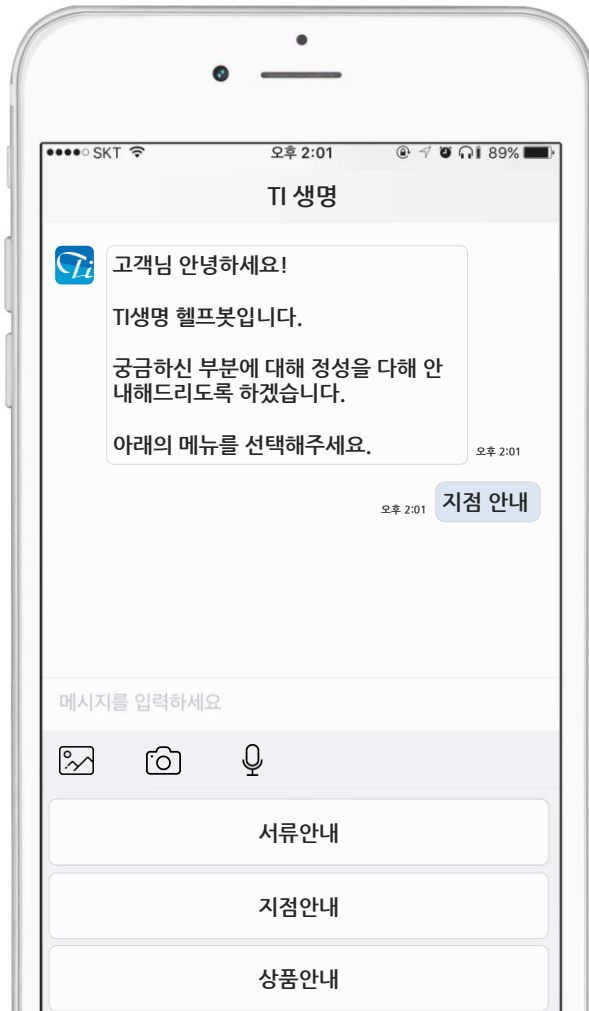 SKT 오후 2:01 89%
TI 생명
Ti
고객님 안녕하세요!
TI생명 헬프봇입니다.
궁금하신 부분에 대해 정성을 다해 안
내해드리도록 하겠습니다.
아래의 메뉴를 선택해주세요.
오후 2:01
오후 2:01 지점 안내
메시지를 입력하세요
서류안내
지점안내
상품안내